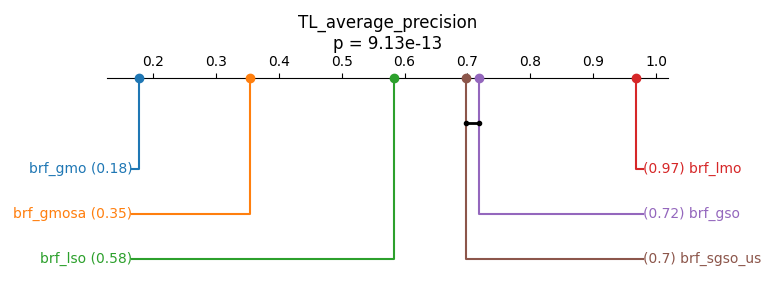 TL_average_precision
p = 9.13e-13
0.2 0.3 0.4 0.5 0.6 0.7 0.8 0.9 1.0
brf_gmo (0.18) (0.97) brf_lmo
brf_gmosa (0.35) (0.72) brf_gso
brf_lso (0.58) (0.7) brf_sgso_us